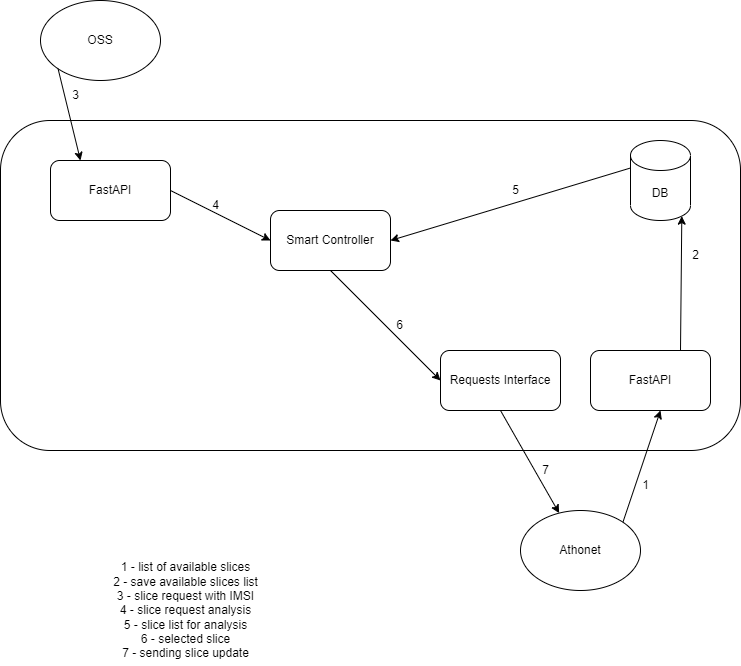 OSS
3
FastAPI
4
Smart Controller
5
DB
2
6
Requests Interface
FastAPI
7
1
Athonet
1 - list of available slices
2 - save available slices list
3 - slice request with IMSI
4 - slice request analysis
5 - slice list for analysis
6 - selected slice
7 - sending slice update